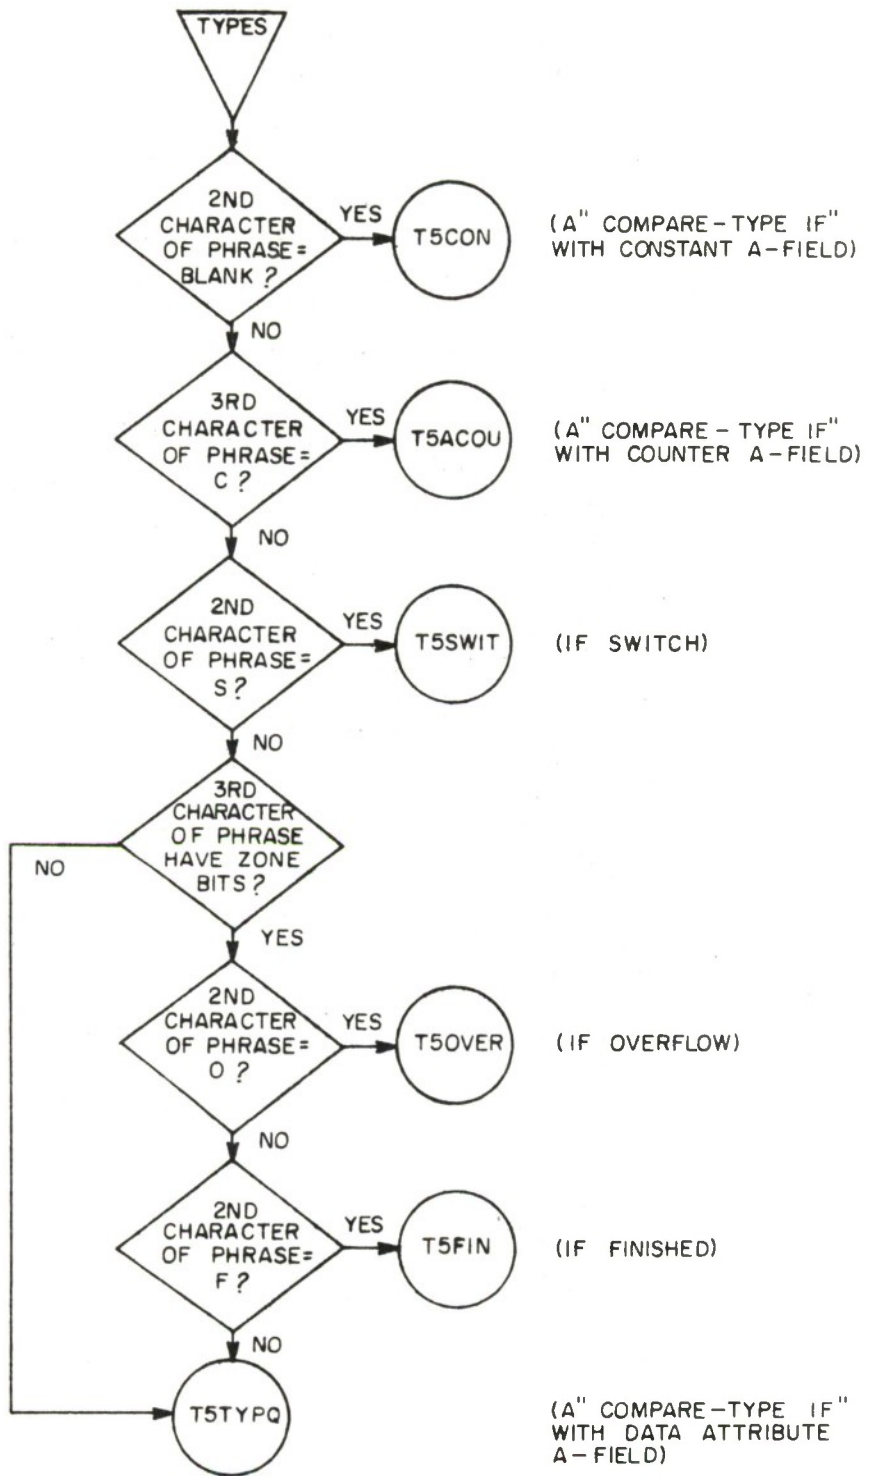 TYPES
2ND
CHARACTER
OF PHRASE=
BLANK ?
YES
T5CON
(A" COMPARE-TYPE IF"
WITH CONSTANT A-FIELD)
NO
3RD
CHARACTER
OF PHRASE=
C ?
YES
T5ACOU
(A" COMPARE - TYPE IF"
WITH COUNTER A-FIELD)
NO
2ND
CHARACTER
OF PHRASE=
S ?
YES
T5SWIT
(IF SWITCH)
NO
3RD
CHARACTER
OF PHRASE
HAVE ZONE
BITS ?
NO
YES
2ND
CHARACTER
OF PHRASE=
O ?
YES
T5OVER
(IF OVERFLOW)
NO
2ND
CHARACTER
OF PHRASE=
F ?
YES
T5FIN
(IF FINISHED)
NO
T5TYPQ
(A" COMPARE-TYPE IF"
WITH DATA ATTRIBUTE
A-FIELD)